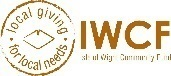 local giving
for local needs
IWCF
Isle of Wight Community Fund